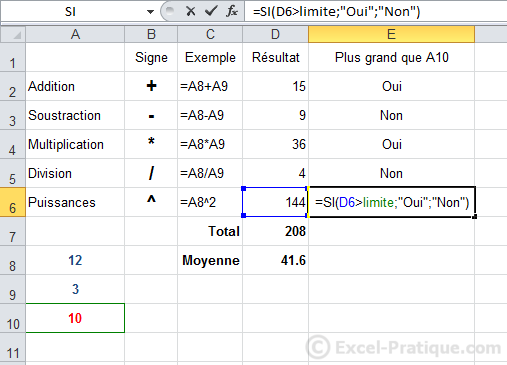 SI =SI(D6>limite;"Oui";"Non")
A B C D E
1 Signe Exemple Résultat Plus grand que A10
2 Addition + =A8+A9 15 Oui
3 Soustraction - =A8-A9 9 Non
4 Multiplication * =A8*A9 36 Oui
5 Division / =A8/A9 4 Non
6 Puissances ^ =A8^2 144 =SI(D6>limite;"Oui";"Non")
7 Total 208
8 12 Moyenne 41.6
9 3
10 10
11 © Excel-Pratique.com